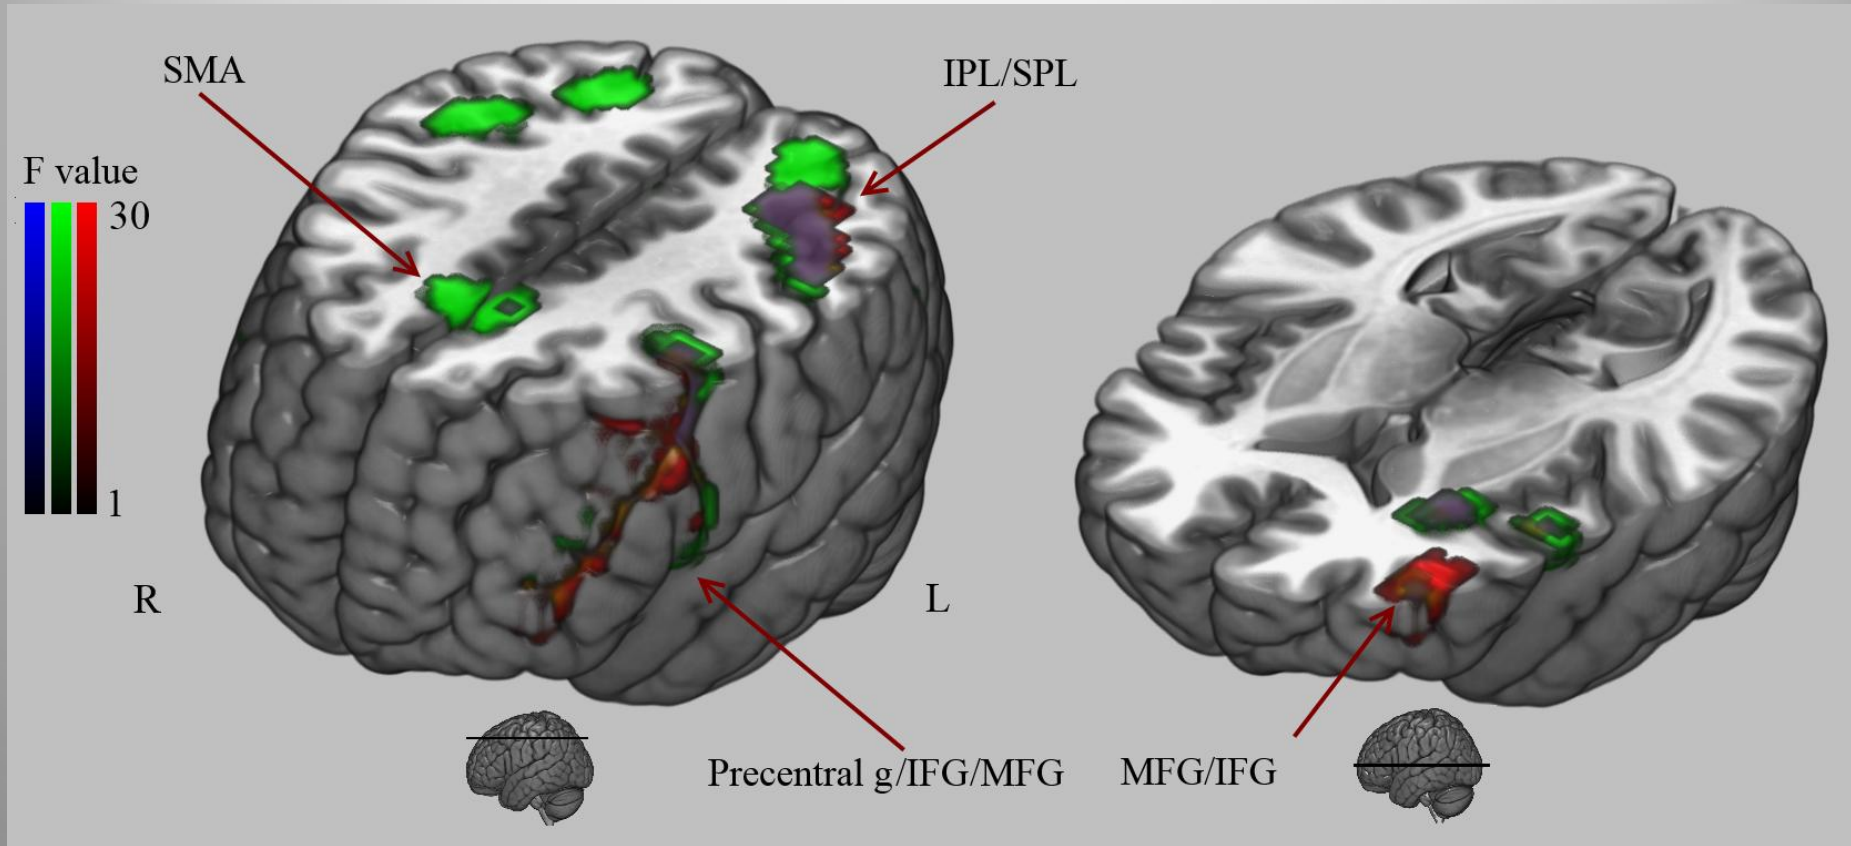 SMA
IPL/SPL
F value
30
1
R
L
Precentral g/IFG/MFG
MFG/IFG